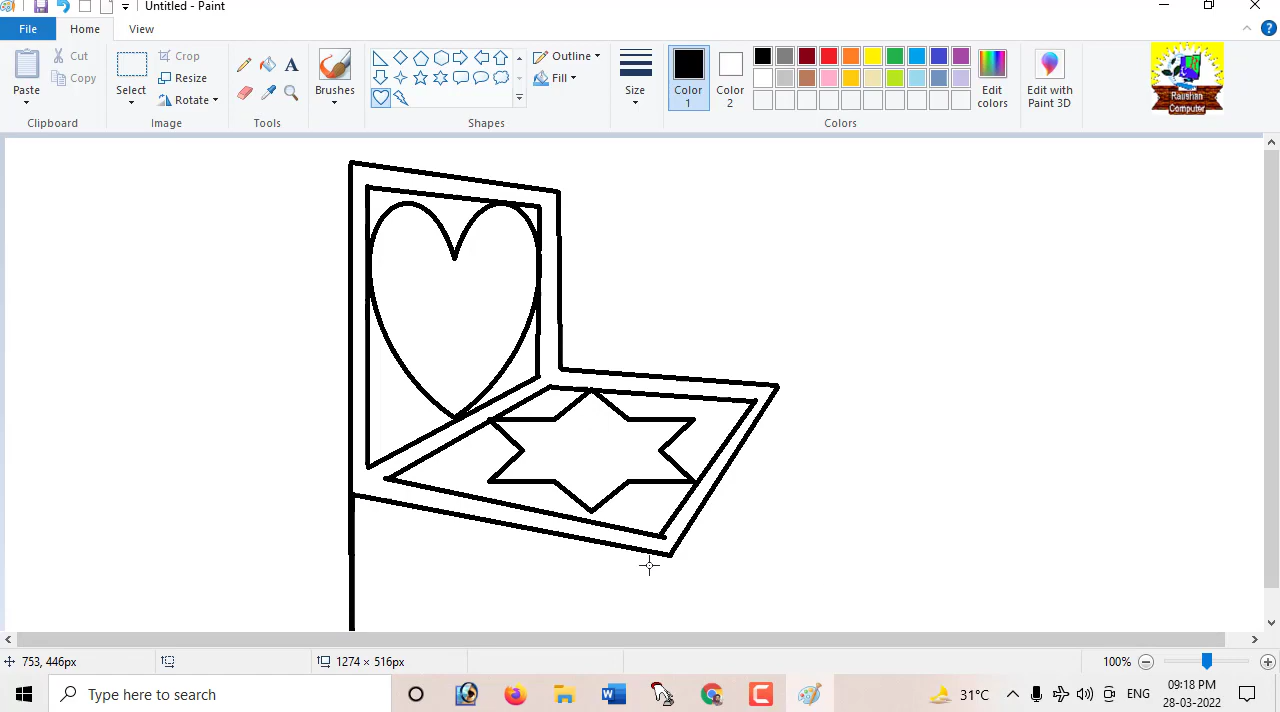 Untitled - Paint
File
Home
View
Paste
Cut
Copy
Clipboard
Select
Crop
Resize
Rotate
Image
A
Tools
Brushes
Outline
Fill
Shapes
Size
Color
1
Color
2
Edit
colors
Colors
Edit with
Paint 3D
Raushan
Computer
753, 446px
1274 × 516px
100%
Type here to search
31°C
ENG
09:18 PM
28-03-2022